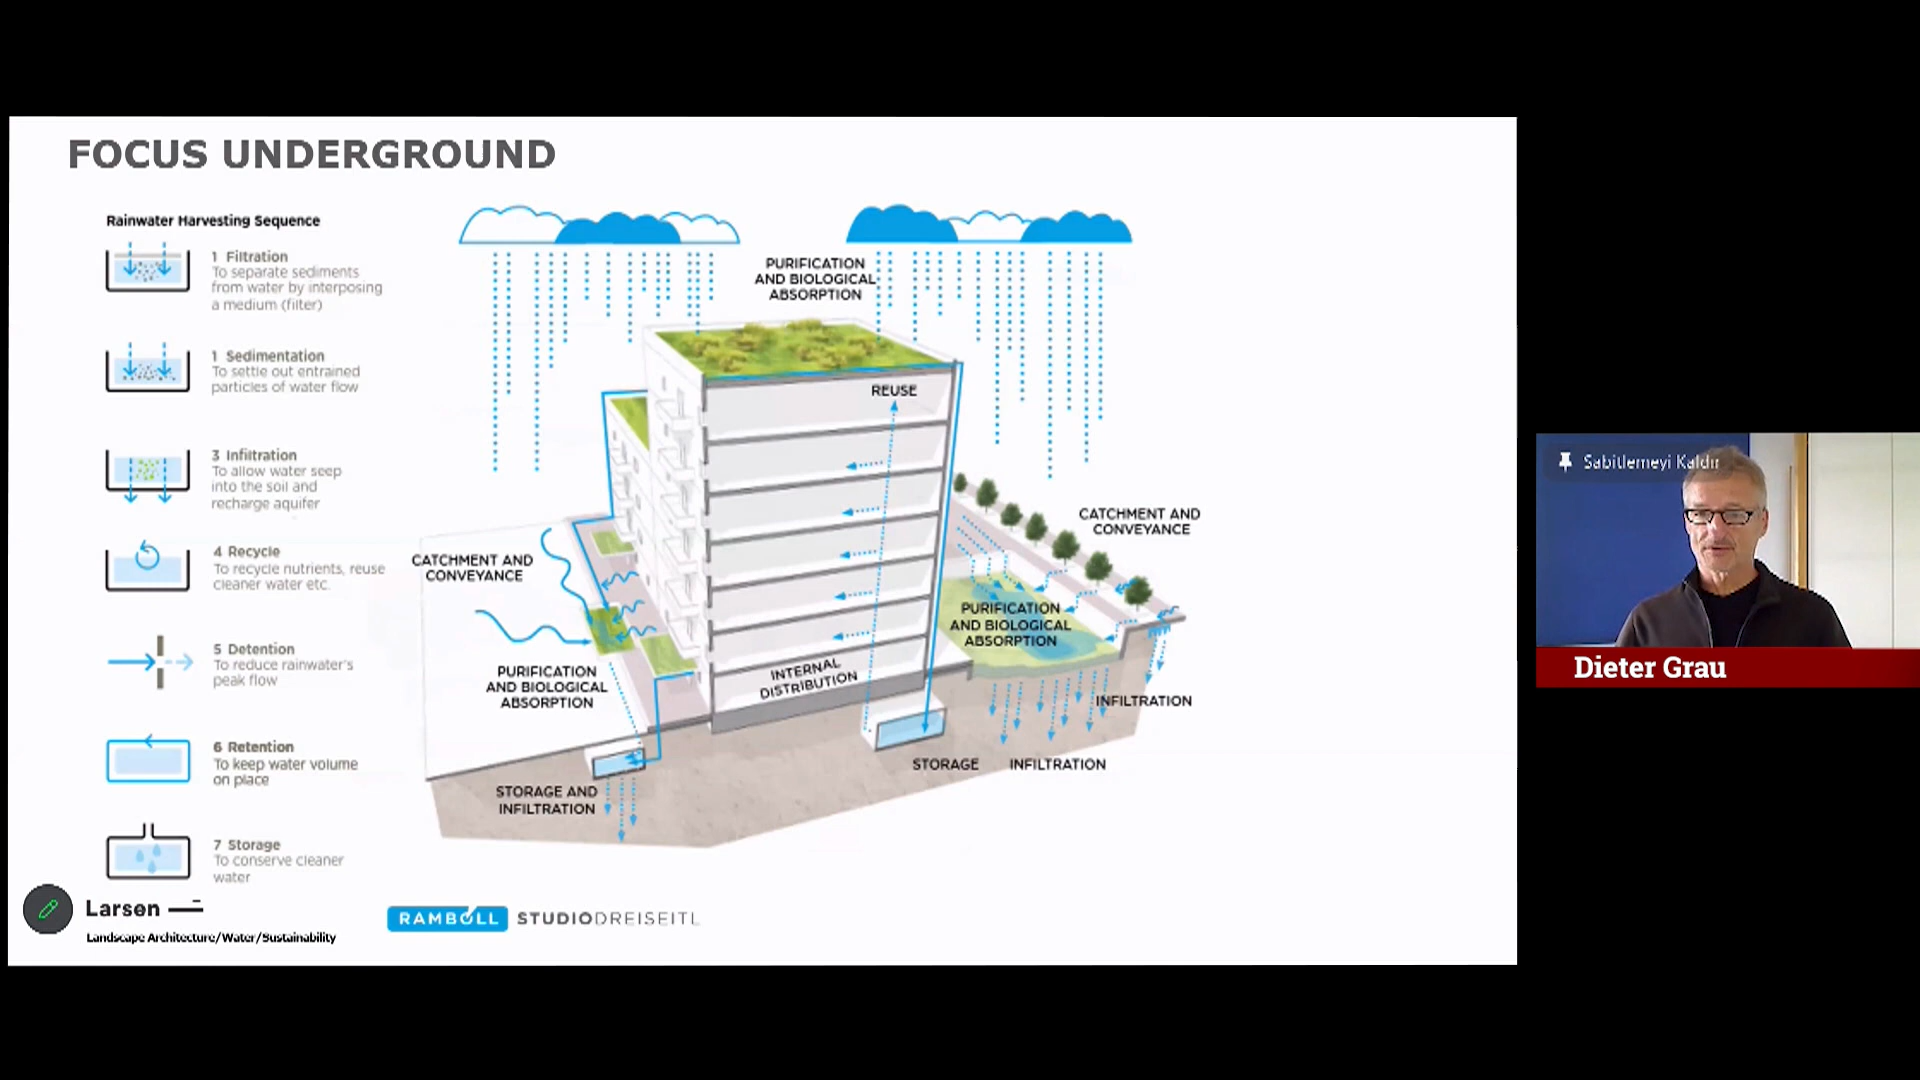 FOCUS UNDERGROUND
Rainwater Harvesting Sequence
1 Filtration
To separate sediments
from water by interposing
a medium (filter)
1 Sedimentation
To settle out entrained
particles of water flow
3 Infiltration
To allow water seep
into the soil and
recharge aquifer
4 Recycle
To recycle nutrients, reuse
cleaner water etc.
5 Detention
To reduce rainwater's
peak flow
6 Retention
To keep water volume
on place
7 Storage
To conserve cleaner
water
PURIFICATION
AND BIOLOGICAL
ABSORPTION
REUSE
CATCHMENT AND
CONVEYANCE
CATCHMENT AND
CONVEYANCE
PURIFICATION
AND BIOLOGICAL
ABSORPTION
PURIFICATION
AND BIOLOGICAL
ABSORPTION
INTERNAL
DISTRIBUTION
INFILTRATION
STORAGE
INFILTRATION
STORAGE AND
INFILTRATION
Larsen
Landscape Architecture/Water/Sustainability
RAMBOLL STUDIODREISEITL
Sabitlemeyi Kaldır
Dieter Grau